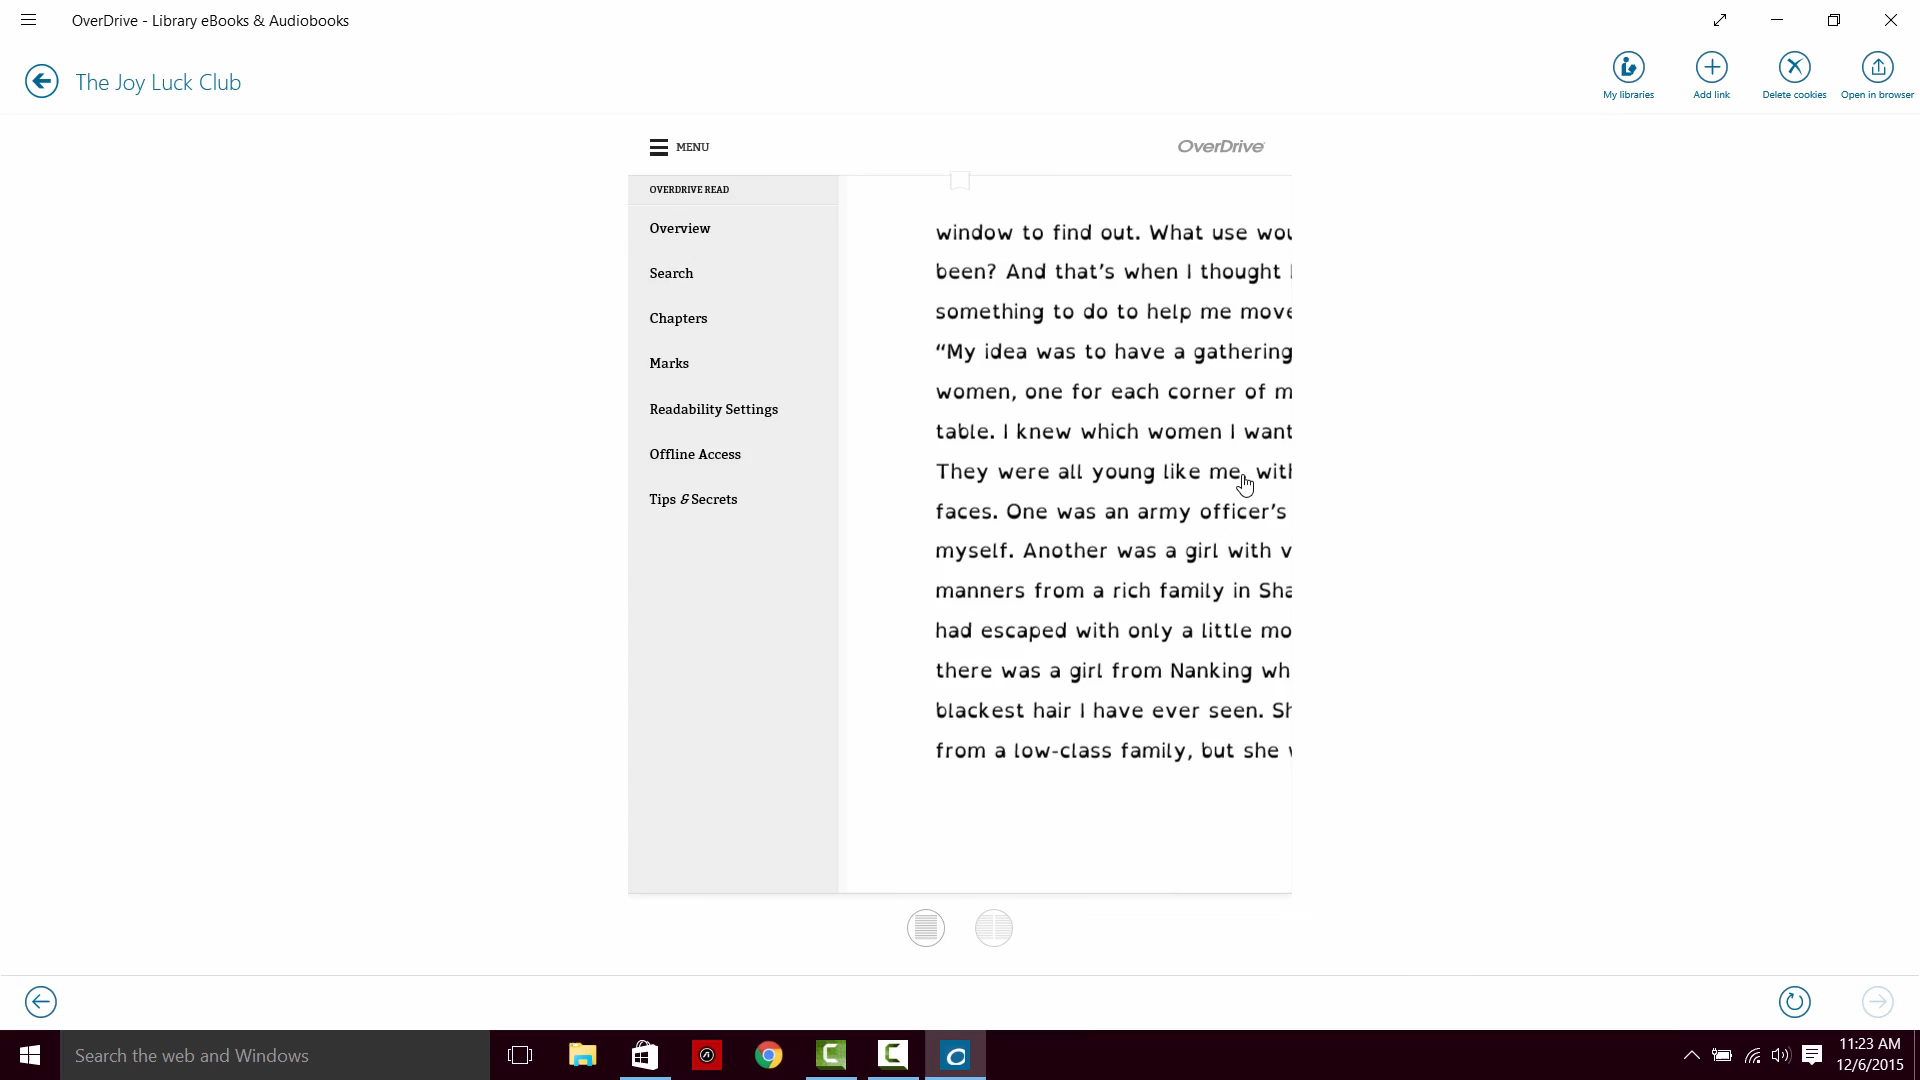 OverDrive - Library eBooks & Audiobooks
The Joy Luck Club
My libraries
Add link
Delete cookies
Open in browser
MENU
OverDrive
OVERDRIVE READ
Overview
Search
Chapters
Marks
Readability Settings
Offline Access
Tips & Secrets
window to find out. What use wou
been? And that's when I thought
something to do to help me move
“My idea was to have a gathering
women, one for each corner of m
table. I knew which women I want
They were all young like me, with
faces. One was an army officer's
myself. Another was a girl with v
manners from a rich family in Sha
had escaped with only a little mo
there was a girl from Nanking wh
blackest hair I have ever seen. Sh
from a low-class family, but she
Search the web and Windows
11:23 AM
12/6/2015